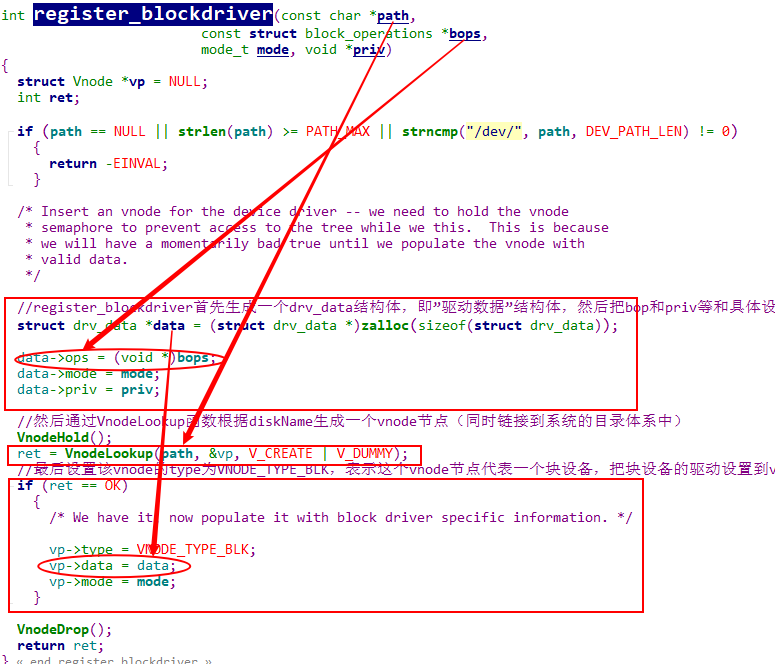 int register_blockdriver(const char *path,
const struct block_operations *bops,
mode_t mode, void *priv)
{
struct Vnode *vp = NULL;
int ret;
if (path == NULL || strlen(path) >= PATH_MAX || strncmp("/dev/", path, DEV_PATH_LEN) != 0)
{
return -EINVAL;
}
/* Insert an vnode for the device driver -- we need to hold the vnode
* semaphore to prevent access to the tree while we this.  This is because
* we will have a momentarily bad true until we populate the vnode with
* valid data.
*/
//register_blockdriver首先生成一个drv_data结构体，即”驱动数据”结构体，然后把bop和priv等和具体设
struct drv_data *data = (struct drv_data *)zalloc(sizeof(struct drv_data));
data->ops = (void *)bops;
data->mode = mode;
data->priv = priv;
//然后通过VnodeLookup函数根据diskName生成一个vnode节点（同时链接到系统的目录体系中）
VnodeHold();
ret = VnodeLookup(path, &vp, V_CREATE | V_DUMMY);
//最后设置该vnode的type为VNODE_TYPE_BLK，表示这个vnode节点代表一个块设备，把块设备的驱动设置到v
if (ret == OK)
{
/* We have it, now populate it with block driver specific information. */
vp->type = VNODE_TYPE_BLK;
vp->data = data;
vp->mode = mode;
}
VnodeDrop();
return ret;
} « end register_blockdriver »